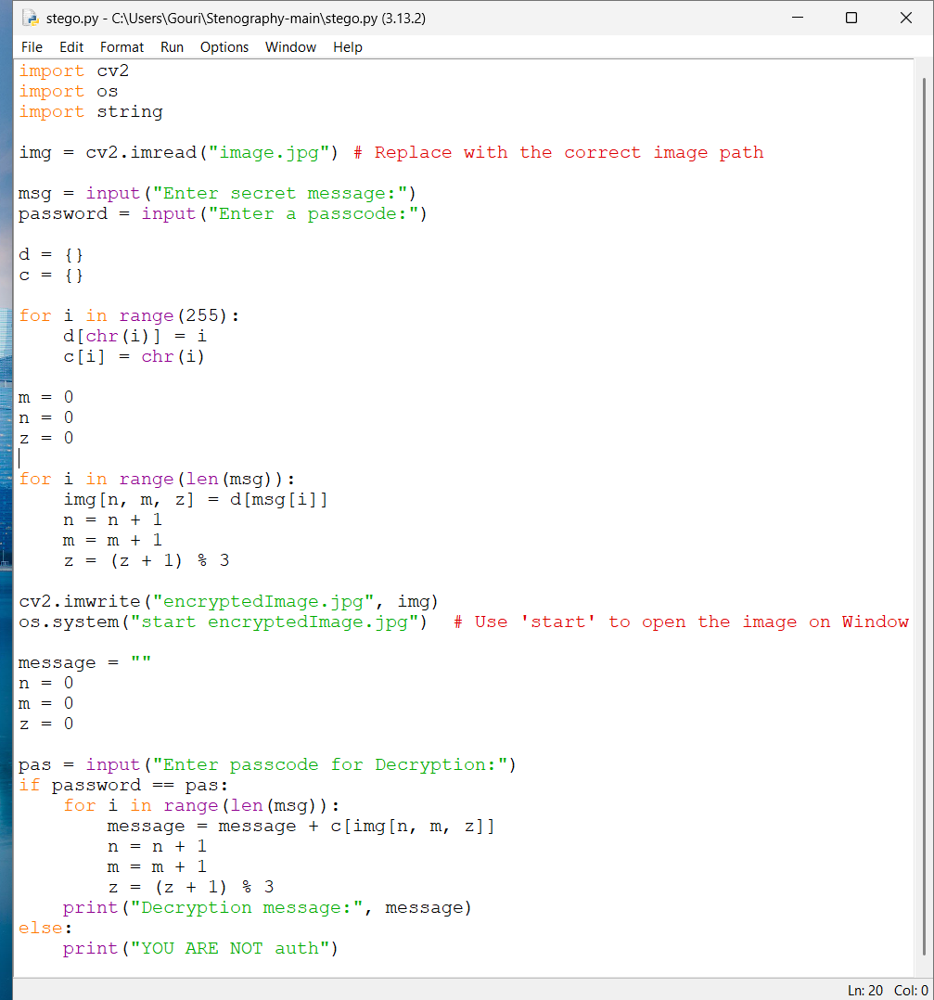 stego.py - C:\Users\Gouri\Stenography-main\stego.py (3.13.2)
File Edit Format Run Options Window Help
import cv2
import os
import string

img = cv2.imread("image.jpg") # Replace with the correct image path

msg = input("Enter secret message:")
password = input("Enter a passcode:")

d = {}
c = {}

for i in range(255):
    d[chr(i)] = i
    c[i] = chr(i)

m = 0
n = 0
z = 0

for i in range(len(msg)):
    img[n, m, z] = d[msg[i]]
    n = n + 1
    m = m + 1
    z = (z + 1) % 3

cv2.imwrite("encryptedImage.jpg", img)
os.system("start encryptedImage.jpg")  # Use 'start' to open the image on Window

message = ""
n = 0
m = 0
z = 0

pas = input("Enter passcode for Decryption:")
if password == pas:
    for i in range(len(msg)):
        message = message + c[img[n, m, z]]
        n = n + 1
        m = m + 1
        z = (z + 1) % 3
    print("Decryption message:", message)
else:
    print("YOU ARE NOT auth")
Ln: 20 Col: 0